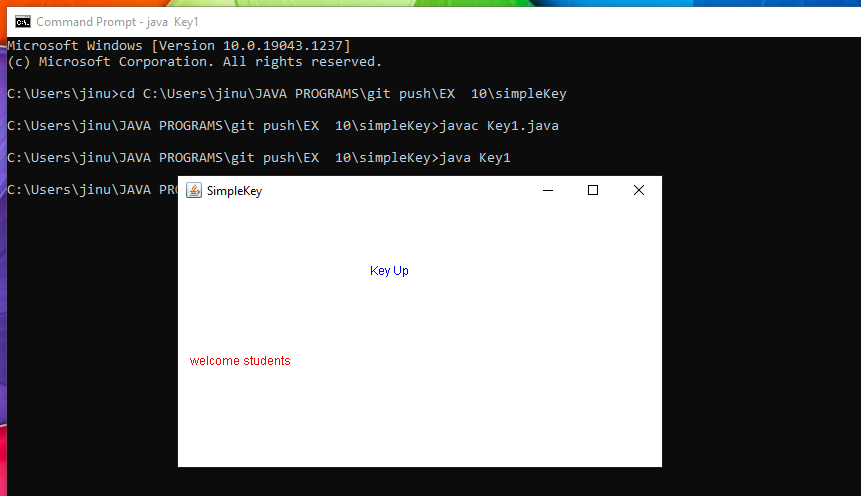 Command Prompt - java  Key1
Microsoft Windows [Version 10.0.19043.1237]
(c) Microsoft Corporation. All rights reserved.
C:\Users\jinu>cd C:\Users\jinu\JAVA PROGRAMS\git push\EX  10\simpleKey
C:\Users\jinu\JAVA PROGRAMS\git push\EX  10\simpleKey>javac Key1.java
C:\Users\jinu\JAVA PROGRAMS\git push\EX  10\simpleKey>java Key1
C:\Users\jinu\JAVA PR
SimpleKey
Key Up
welcome students